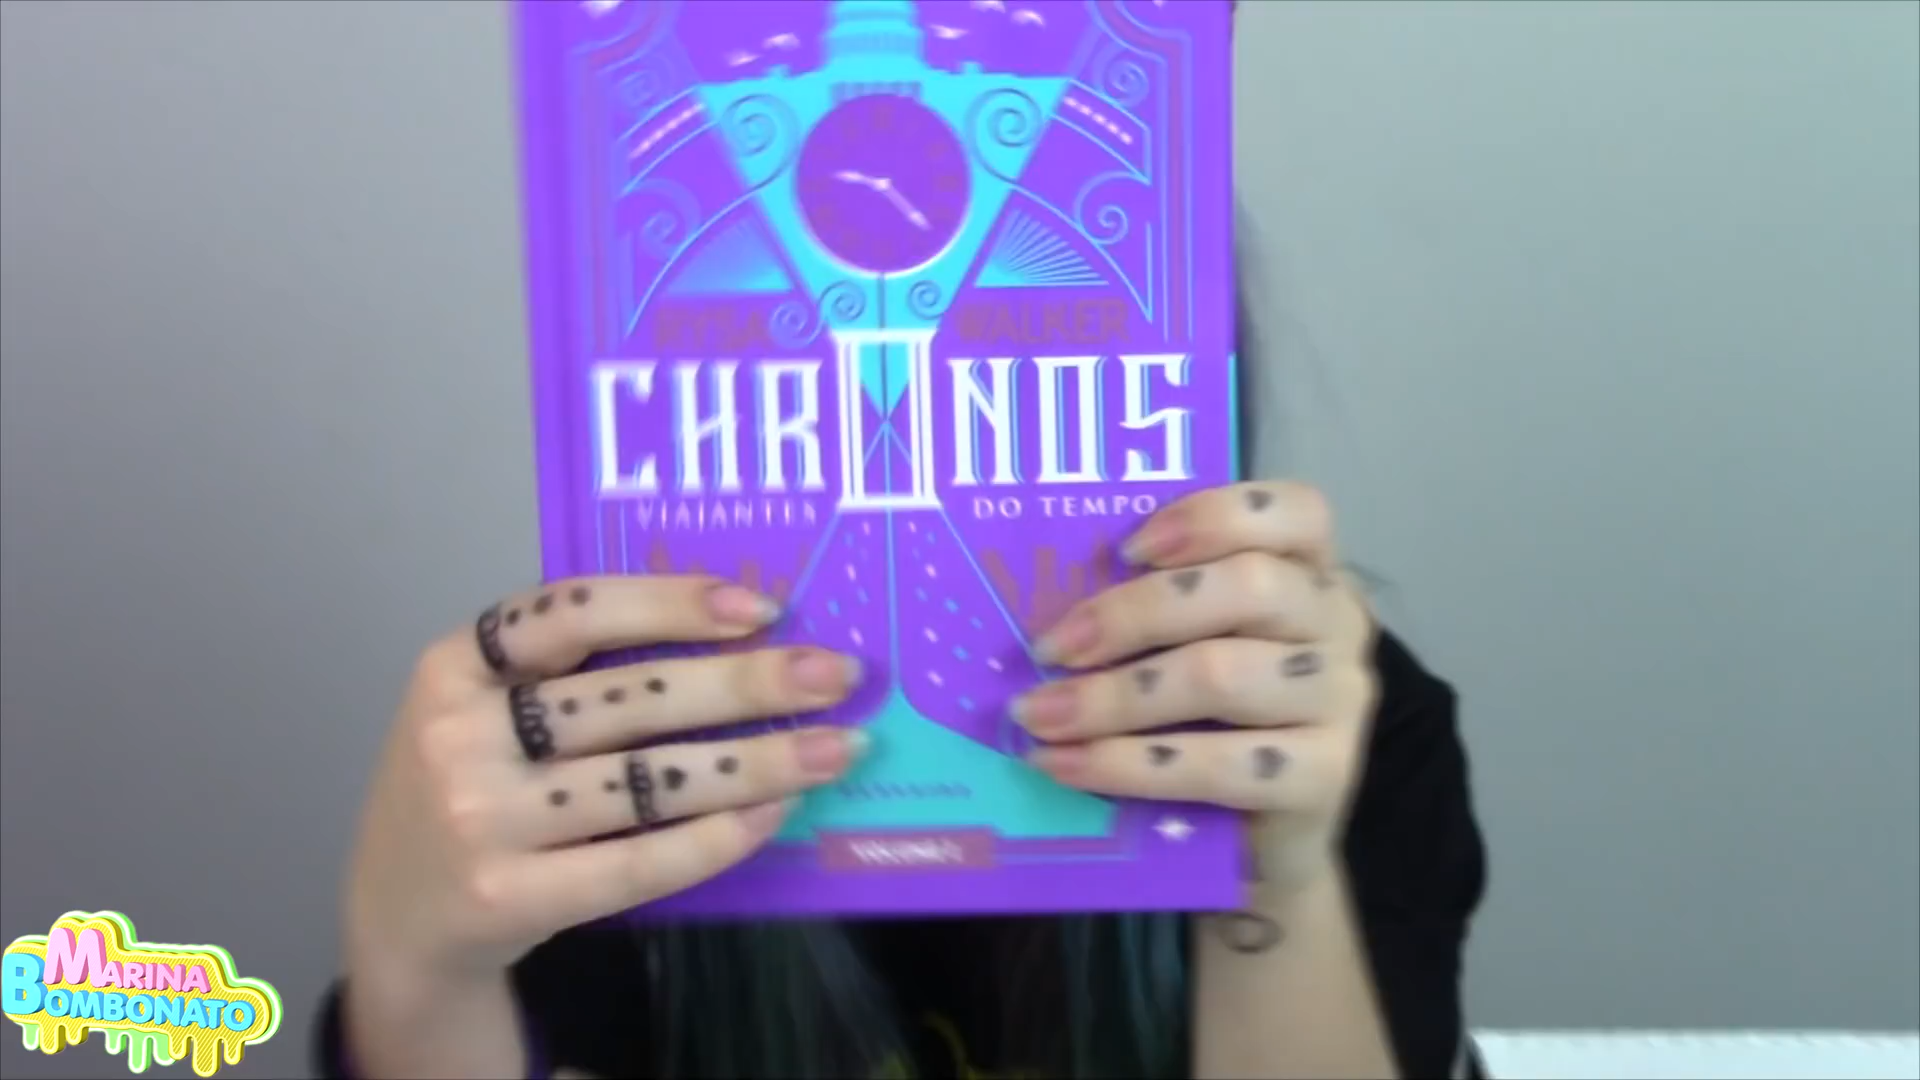 RYSA WALKER
CHRONOS
VIAJANTES DO TEMPO
MARINA
BOMBONATO